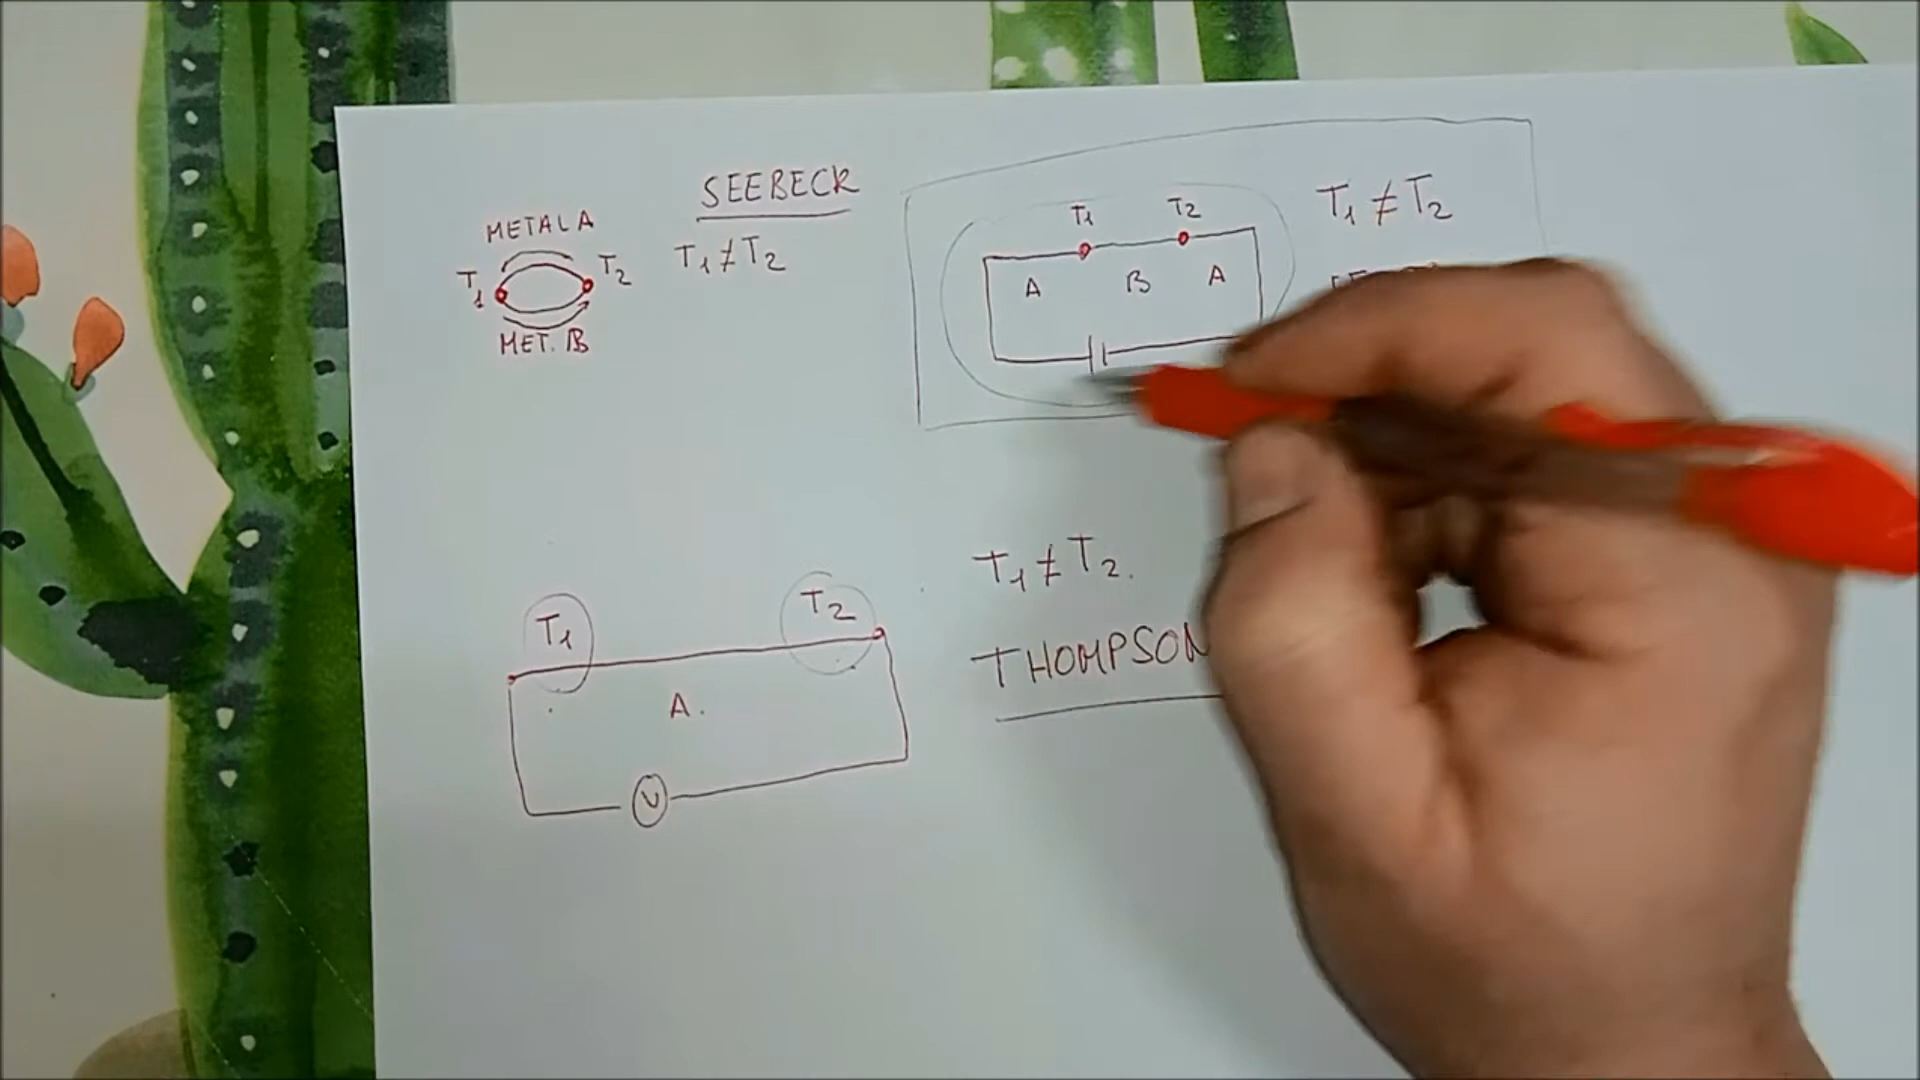 SEEBECK
METAL A
T1 T2
MET. B
T1 ≠ T2
T1 T2
A B A
T1 ≠ T2
T1 T2
A.
V
T1 ≠ T2.
THOMPSON